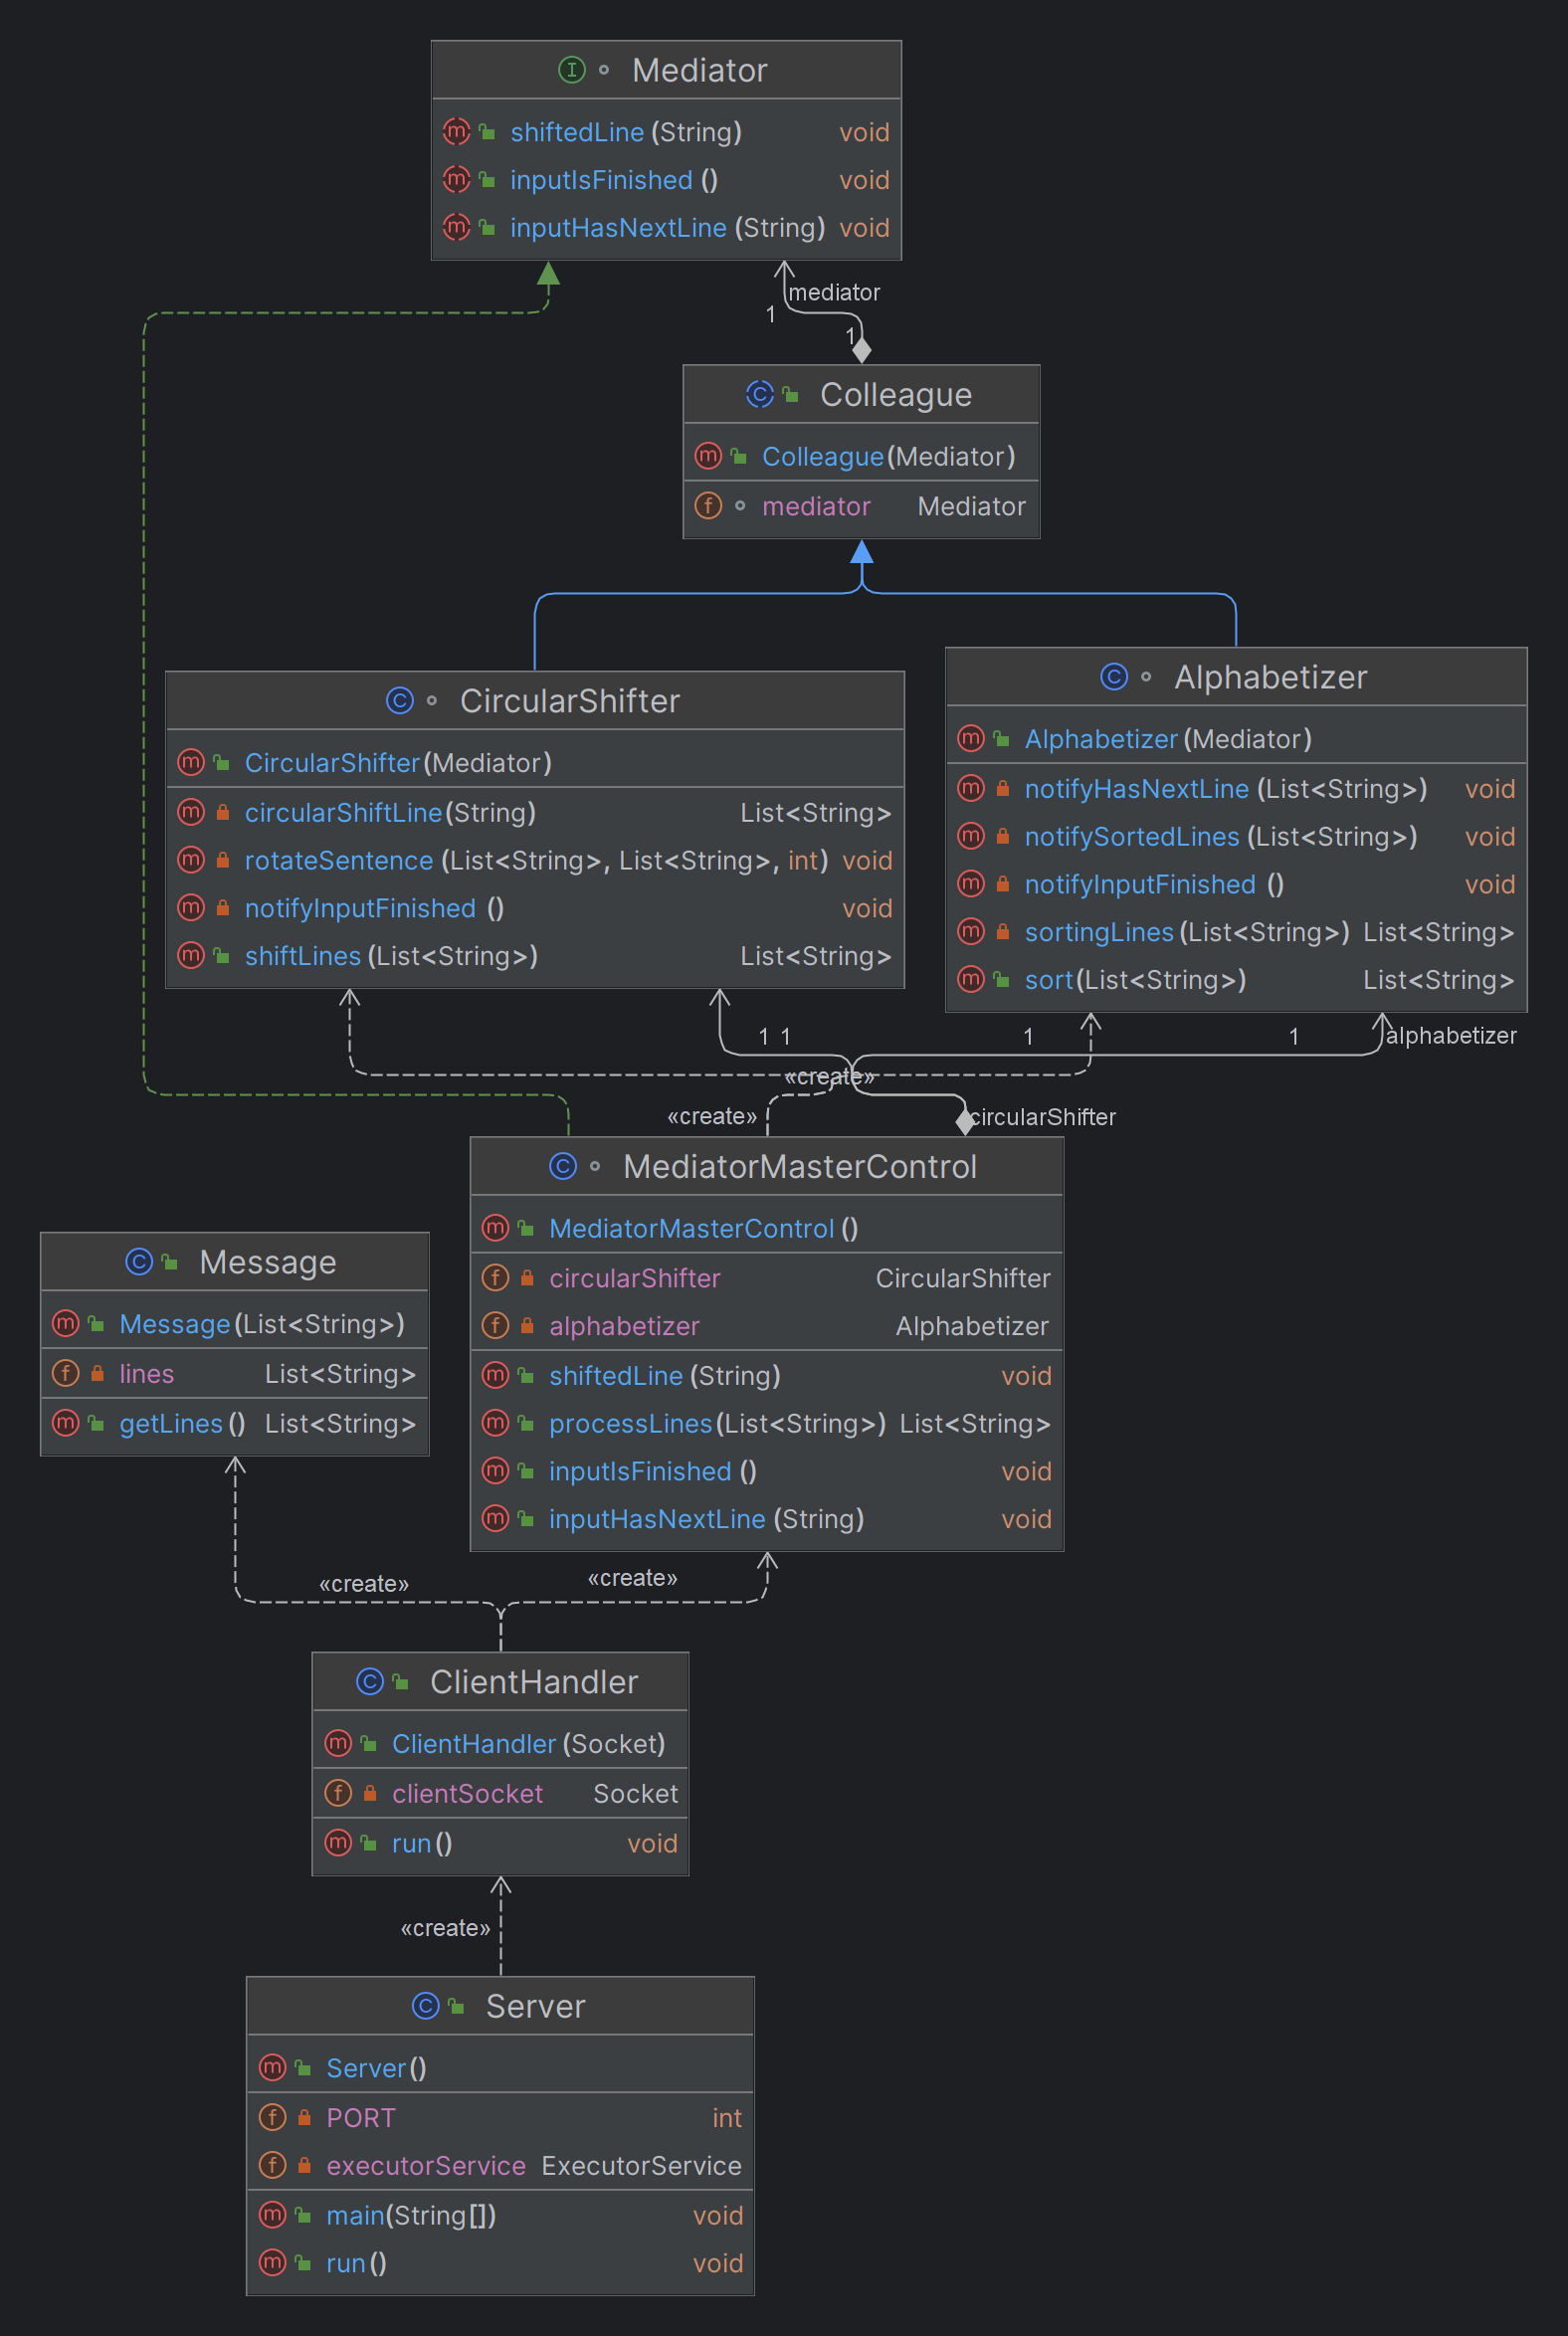 Mediator
shiftedLine(String) void
inputIsFinished() void
inputHasNextLine(String) void
mediator
1
1
Colleague
Colleague(Mediator)
mediator Mediator
CircularShifter
CircularShifter(Mediator)
circularShiftLine(String) List<String>
rotateSentence(List<String>, List<String>, int) void
notifyInputFinished() void
shiftLines(List<String>) List<String>
Alphabetizer
Alphabetizer(Mediator)
notifyHasNextLine(List<String>) void
notifySortedLines(List<String>) void
notifyInputFinished() void
sortingLines(List<String>) List<String>
sort(List<String>) List<String>
1 1 1 1 alphabetizer
«create»
«create» circularShifter
MediatorMasterControl
MediatorMasterControl()
circularShifter CircularShifter
alphabetizer Alphabetizer
shiftedLine(String) void
processLines(List<String>) List<String>
inputIsFinished() void
inputHasNextLine(String) void
Message
Message(List<String>)
lines List<String>
getLines() List<String>
«create» «create»
ClientHandler
ClientHandler(Socket)
clientSocket Socket
run() void
«create»
Server
Server()
PORT int
executorService ExecutorService
main(String[]) void
run() void